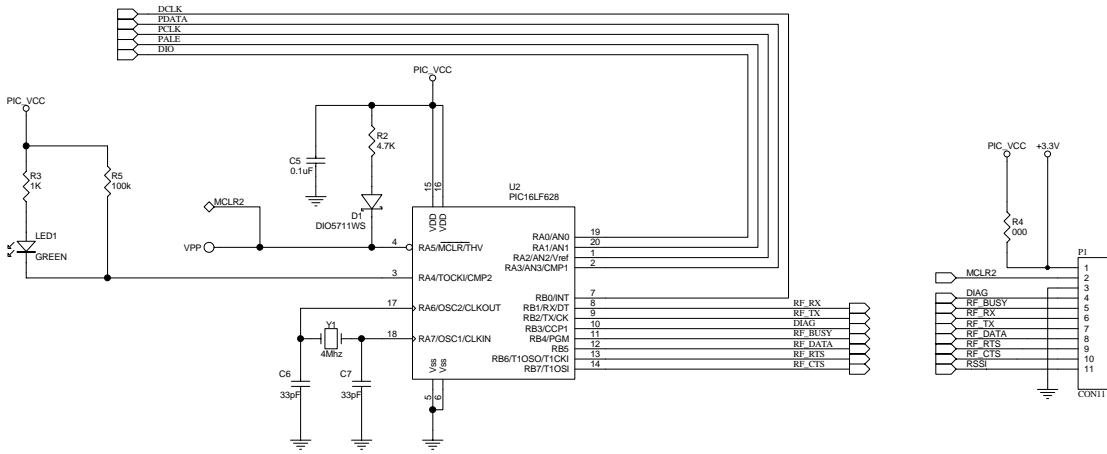 DCLK
PDATA
PCLK
PALE
DIO
PIC_VCC
PIC_VCC
R3
1K
R5
100k
LED1
GREEN
C5
0.1uF
R2
4.7K
D1
DIO5711WS
MCLR2
VPP
U2
PIC16LF628
15
16
VDD
VDD
4
RA5/MCLR/THV
3
RA4/TOCKI/CMP2
17
RA6/OSC2/CLKOUT
18
RA7/OSC1/CLKIN
Y1
4Mhz
C6
33pF
C7
33pF
Vss
Vss
5
6
RA0/AN0
19
RA1/AN1
20
RA2/AN2/Vref
1
RA3/AN3/CMP1
2
RB0/INT
7
RB1/RX/DT
8
RF_RX
RB2/TX/CK
9
RF_TX
RB3/CCP1
10
DIAG
RB4/PGM
11
RF_BUSY
RB5
12
RF_DATA
RB6/T1OSO/T1CKI
13
RF_RTS
RB7/T1OSI
14
RF_CTS
PIC_VCC
+3.3V
R4
000
P1
1
MCLR2
2
3
DIAG
4
RF_BUSY
5
RF_RX
6
RF_TX
7
RF_DATA
8
RF_RTS
9
RF_CTS
10
RSSI
11
CON11